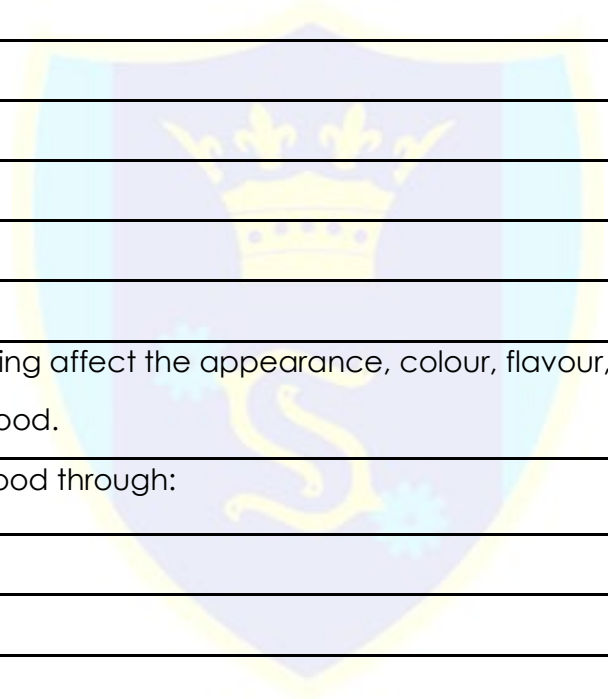 ing affect the appearance, colour, flavour,
ood.
ood through: